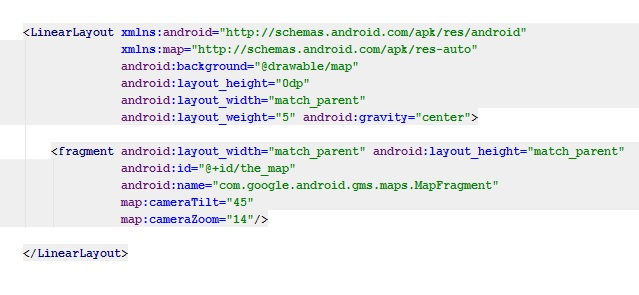 <LinearLayout xmlns:android="http://schemas.android.com/apk/res/android"
xmlns:map="http://schemas.android.com/apk/res-auto"
android:background="@drawable/map"
android:layout_height="0dp"
android:layout_width="match_parent"
android:layout_weight="5" android:gravity="center">
<fragment android:layout_width="match_parent" android:layout_height="match_parent"
android:id="@+id/the_map"
android:name="com.google.android.gms.maps.MapFragment"
map:cameraTilt="45"
map:cameraZoom="14"/>
</LinearLayout>